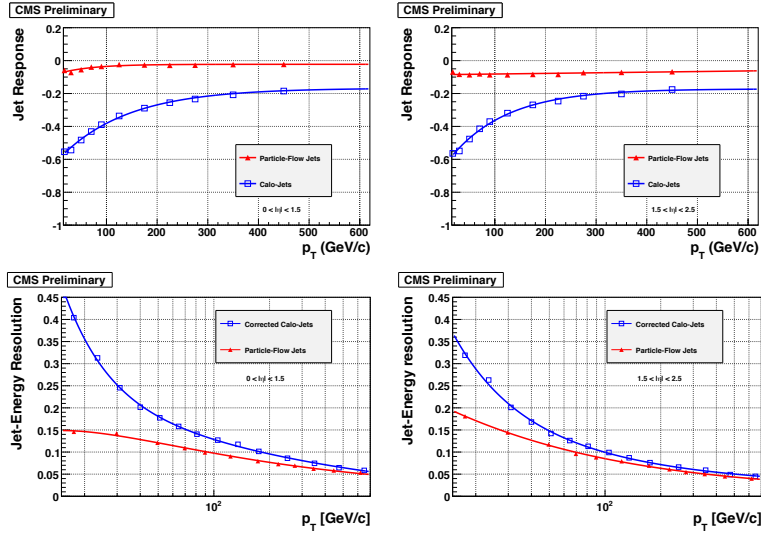 CMS Preliminary
Jet Response
0.2
0
-0.2
-0.4
-0.6
-0.8
-1
Particle-Flow Jets
Calo-Jets
0 < |η| < 1.5
100 200 300 400 500 600
p_T (GeV/c)
CMS Preliminary
Jet Response
0.2
0
-0.2
-0.4
-0.6
-0.8
-1
Particle-Flow Jets
Calo-Jets
1.5 < |η| < 2.5
100 200 300 400 500 600
p_T (GeV/c)
CMS Preliminary
Jet-Energy Resolution
0.45
0.4
0.35
0.3
0.25
0.2
0.15
0.1
0.05
0
Corrected Calo-Jets
Particle-Flow Jets
0 < |η| < 1.5
10²
p_T [GeV/c]
CMS Preliminary
Jet-Energy resolution
0.45
0.4
0.35
0.3
0.25
0.2
0.15
0.1
0.05
0
Corrected Calo-Jets
Particle-Flow Jets
1.5 < |η| < 2.5
10²
p_T [GeV/c]